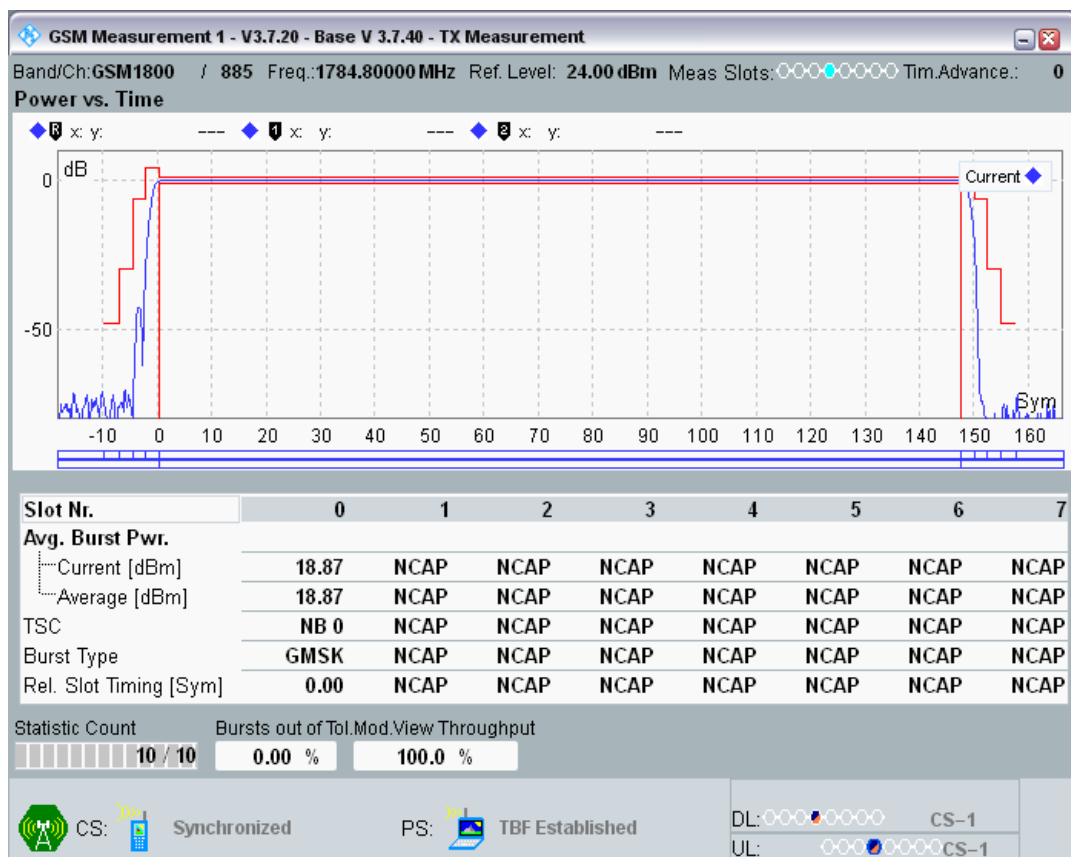 GSM Measurement 1 - V3.7.20 - Base V 3.7.40 - TX Measurement
Band/Ch:GSM1800 / 885 Freq.:1784.80000 MHz Ref. Level: 24.00 dBm Meas Slots: Tim.Advance.: 0
Power vs. Time
R x: y: --- 1 x: y: --- 2 x: y: ---
dB
Current
0
-50
Sym
-10 0 10 20 30 40 50 60 70 80 90 100 110 120 130 140 150 160
Slot Nr. 0 1 2 3 4 5 6 7
Avg. Burst Pwr.
Current [dBm] 18.87 NCAP NCAP NCAP NCAP NCAP NCAP NCAP
Average [dBm] 18.87 NCAP NCAP NCAP NCAP NCAP NCAP NCAP
TSC NB 0 NCAP NCAP NCAP NCAP NCAP NCAP NCAP
Burst Type GMSK NCAP NCAP NCAP NCAP NCAP NCAP NCAP
Rel. Slot Timing [Sym] 0.00 NCAP NCAP NCAP NCAP NCAP NCAP NCAP
Statistic Count Bursts out of Tol.Mod.View Throughput
10 / 10 0.00 % 100.0 %
CS: Synchronized PS: TBF Established
DL: CS-1
UL: CS-1